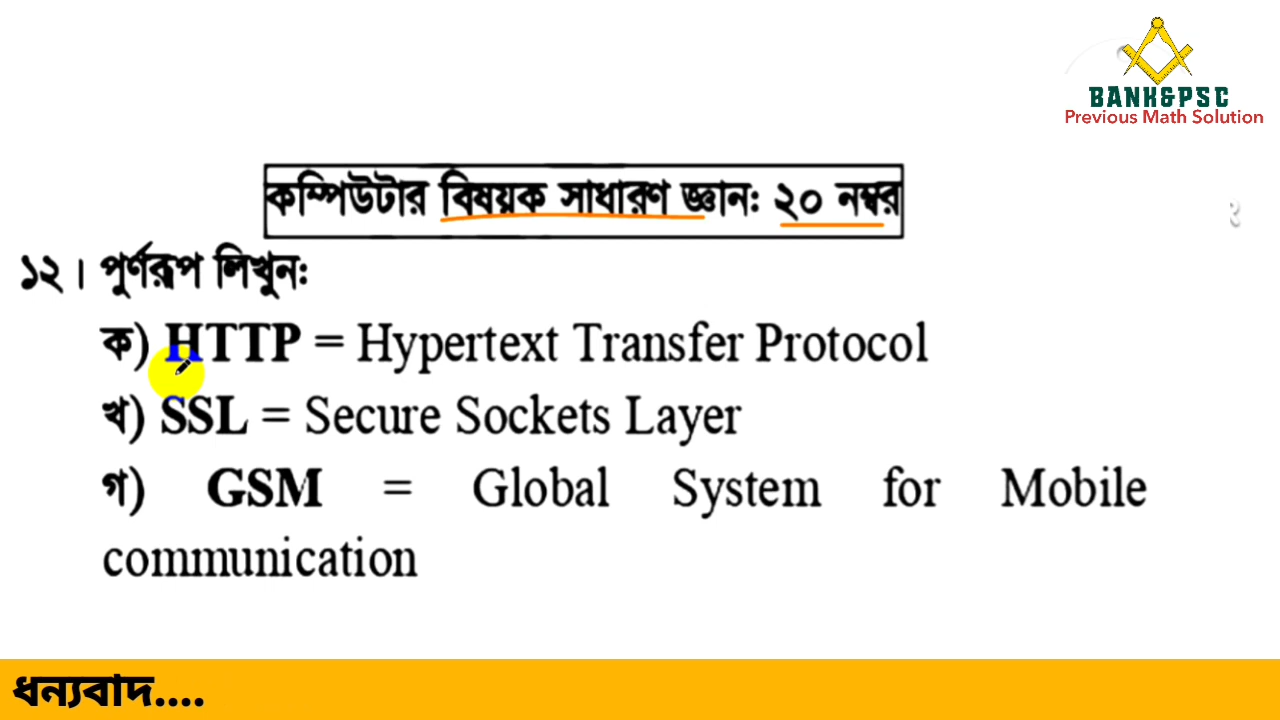 BANK&PSC
Previous Math Solution
কম্পিউটার বিষয়ক সাধারণ জ্ঞান: ২০ নম্বর
১২। পুর্ণরূপ লিখুন:
ক) HTTP = Hypertext Transfer Protocol
খ) SSL = Secure Sockets Layer
গ) GSM = Global System for Mobile
communication
ধন্যবাদ....